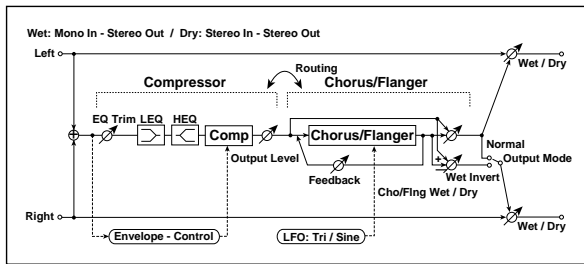 Wet: Mono In - Stereo Out / Dry: Stereo In - Stereo Out
Left
Wet / Dry
Routing
Compressor
Chorus/Flanger
EQ Trim
LEQ
HEQ
Comp
Chorus/Flanger
Output Level
Normal
Output Mode
+
−
Wet Invert
Feedback
Cho/Flng Wet / Dry
Right
Wet / Dry
Envelope - Control
LFO: Tri / Sine